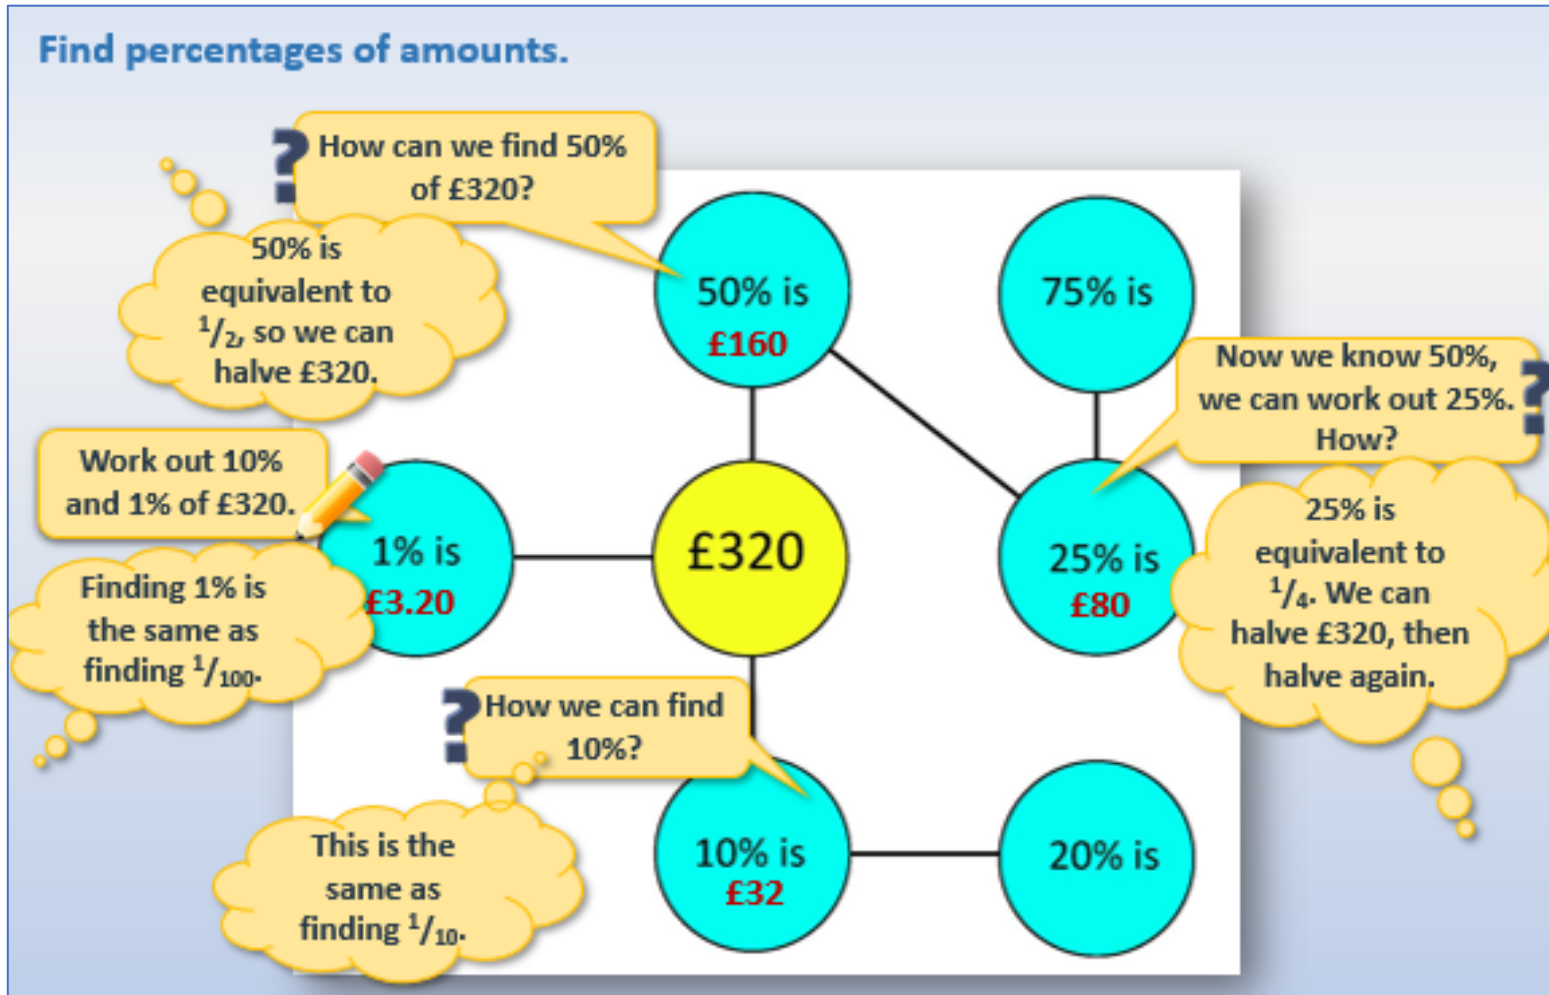 Find percentages of amounts.
?
How can we find 50%
of £320?
50% is
equivalent to
1/2, so we can
halve £320.
50% is
£160
75% is
Now we know 50%,
we can work out 25%.
How?
?
Work out 10%
and 1% of £320.
1% is
£3.20
£320
25% is
£80
25% is
equivalent to
1/4. We can
halve £320, then
halve again.
Finding 1% is
the same as
finding 1/100.
?
How we can find
10%?
This is the
same as
finding 1/10.
10% is
£32
20% is